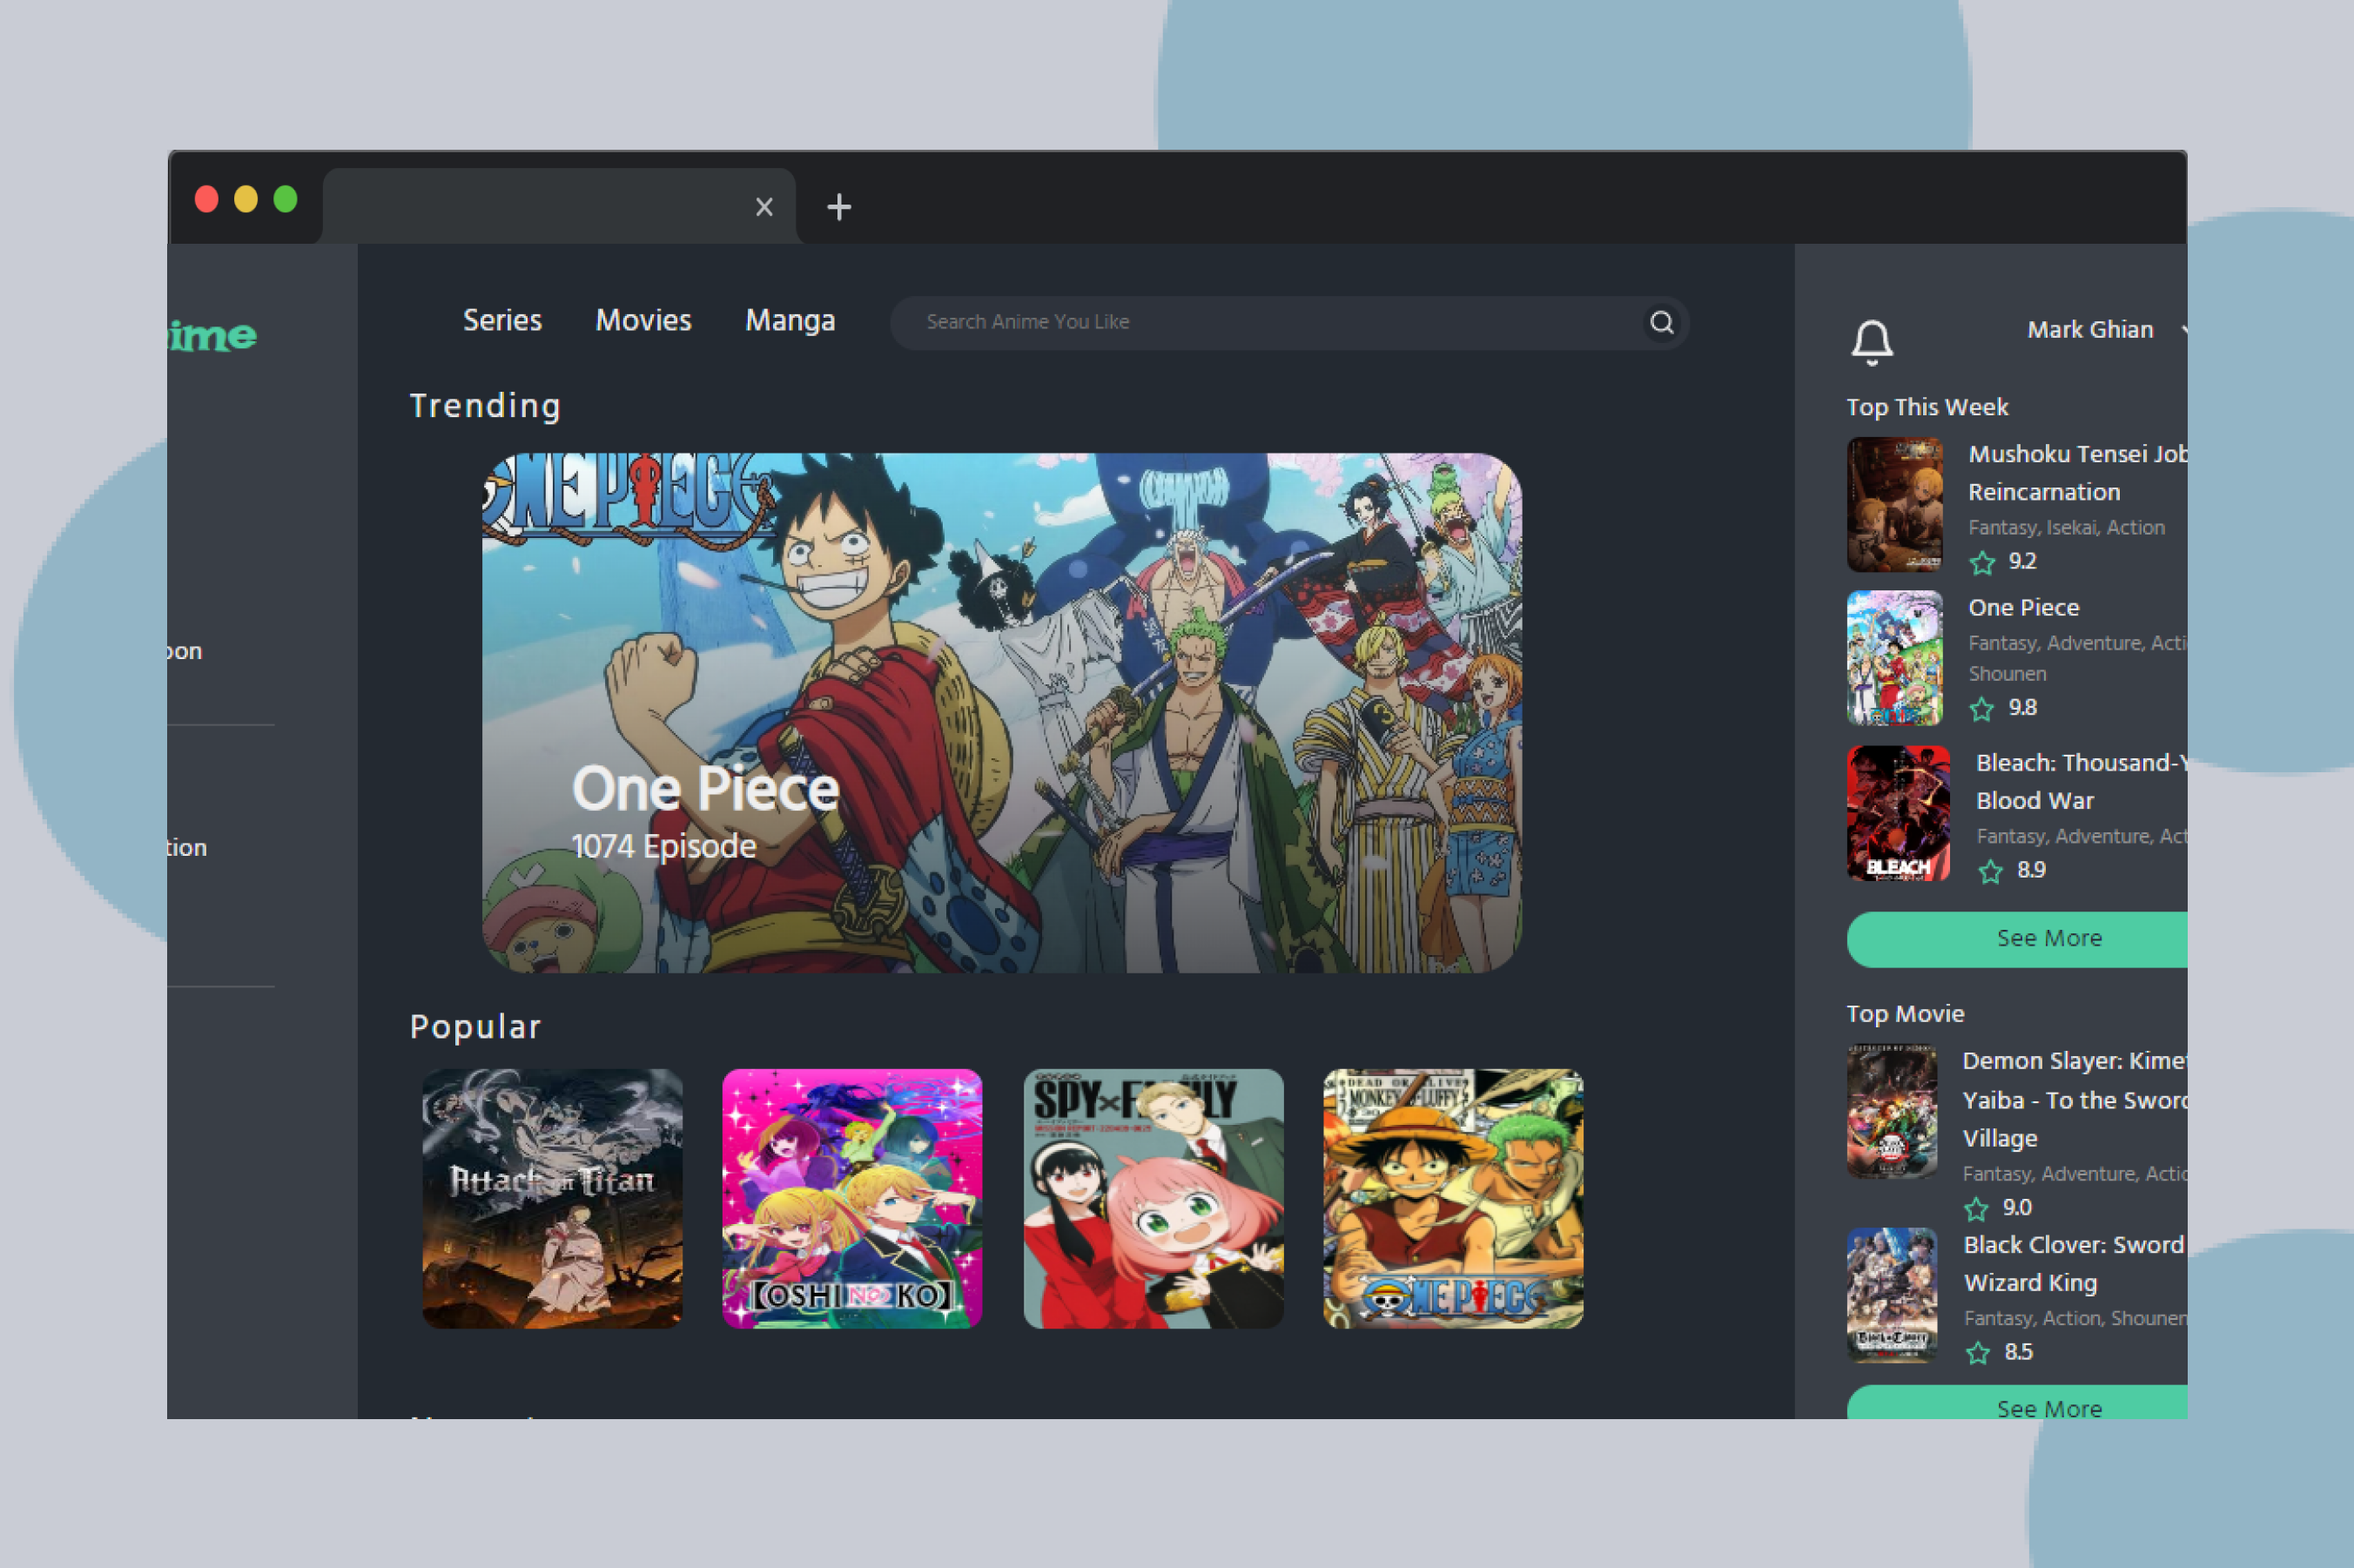 ime
Series Movies Manga
Search Anime You Like
Mark Ghian
oon
tion
Trending
ONE PIECE
One Piece
1074 Episode
Popular
Attack on Titan
SPY×FAMILY
DEAD OR ALIVE
MONKEY·D·LUFFY
【OSHI NO KO】
ONE PIECE
Top This Week
Mushoku Tensei Job
Reincarnation
Fantasy, Isekai, Action
9.2
One Piece
Fantasy, Adventure, Acti
Shounen
9.8
Bleach: Thousand-Y
Blood War
Fantasy, Adventure, Act
8.9
BLEACH
See More
Top Movie
Demon Slayer: Kimet
Yaiba - To the Sword
Village
Fantasy, Adventure, Actio
9.0
Black Clover: Sword
Wizard King
Fantasy, Action, Shounen
8.5
Black Clover
See More